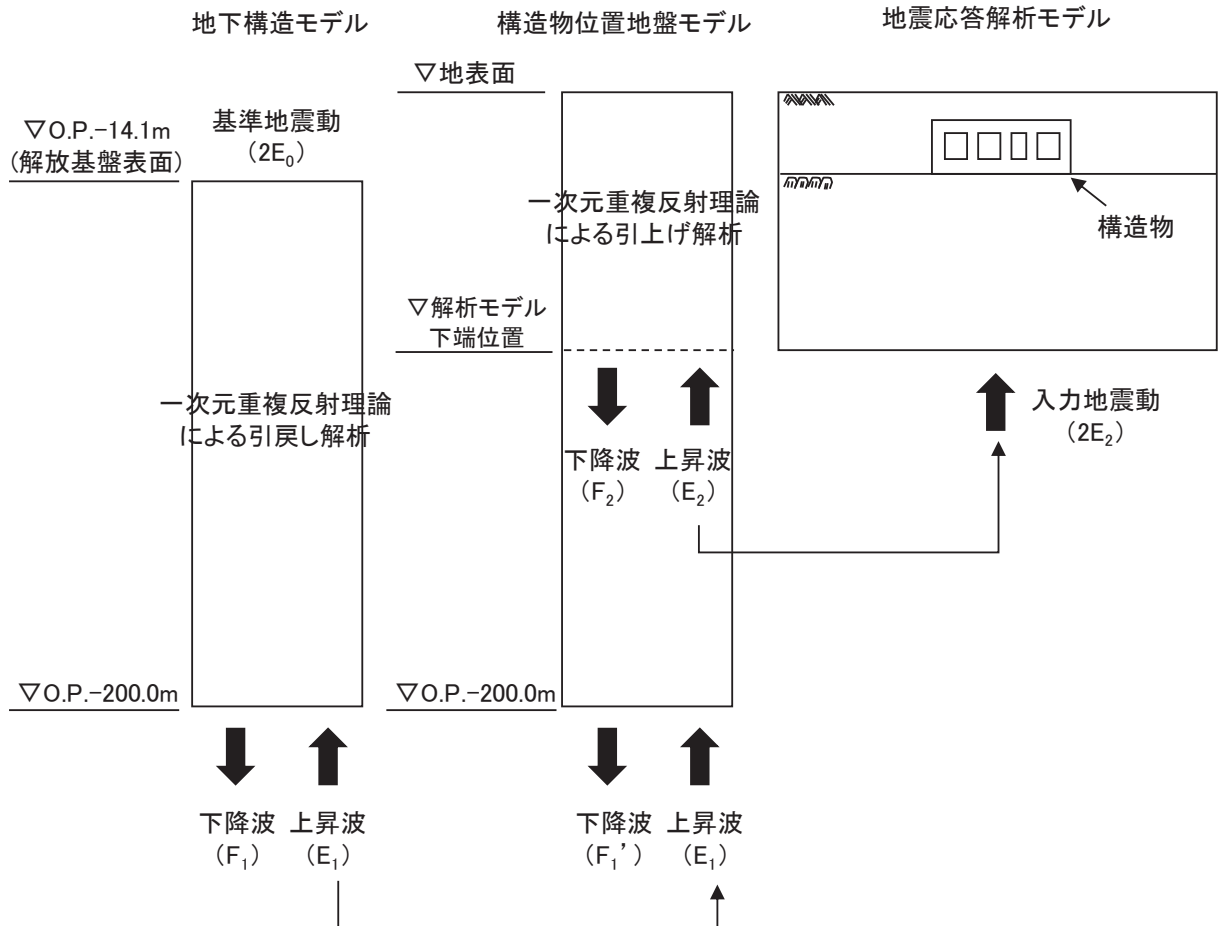 地下構造モデル
▽O.P.-14.1m
(解放基盤表面)
基準地震動
(2E₀)
一次元重複反射理論
による引戻し解析
▽O.P.-200.0m
下降波
(F₁)
上昇波
(E₁)
構造物位置地盤モデル
▽地表面
一次元重複反射理論
による引上げ解析
▽解析モデル
下端位置
下降波
(F₂)
上昇波
(E₂)
▽O.P.-200.0m
下降波
(F₁’)
上昇波
(E₁)
地震応答解析モデル
構造物
入力地震動
(2E₂)